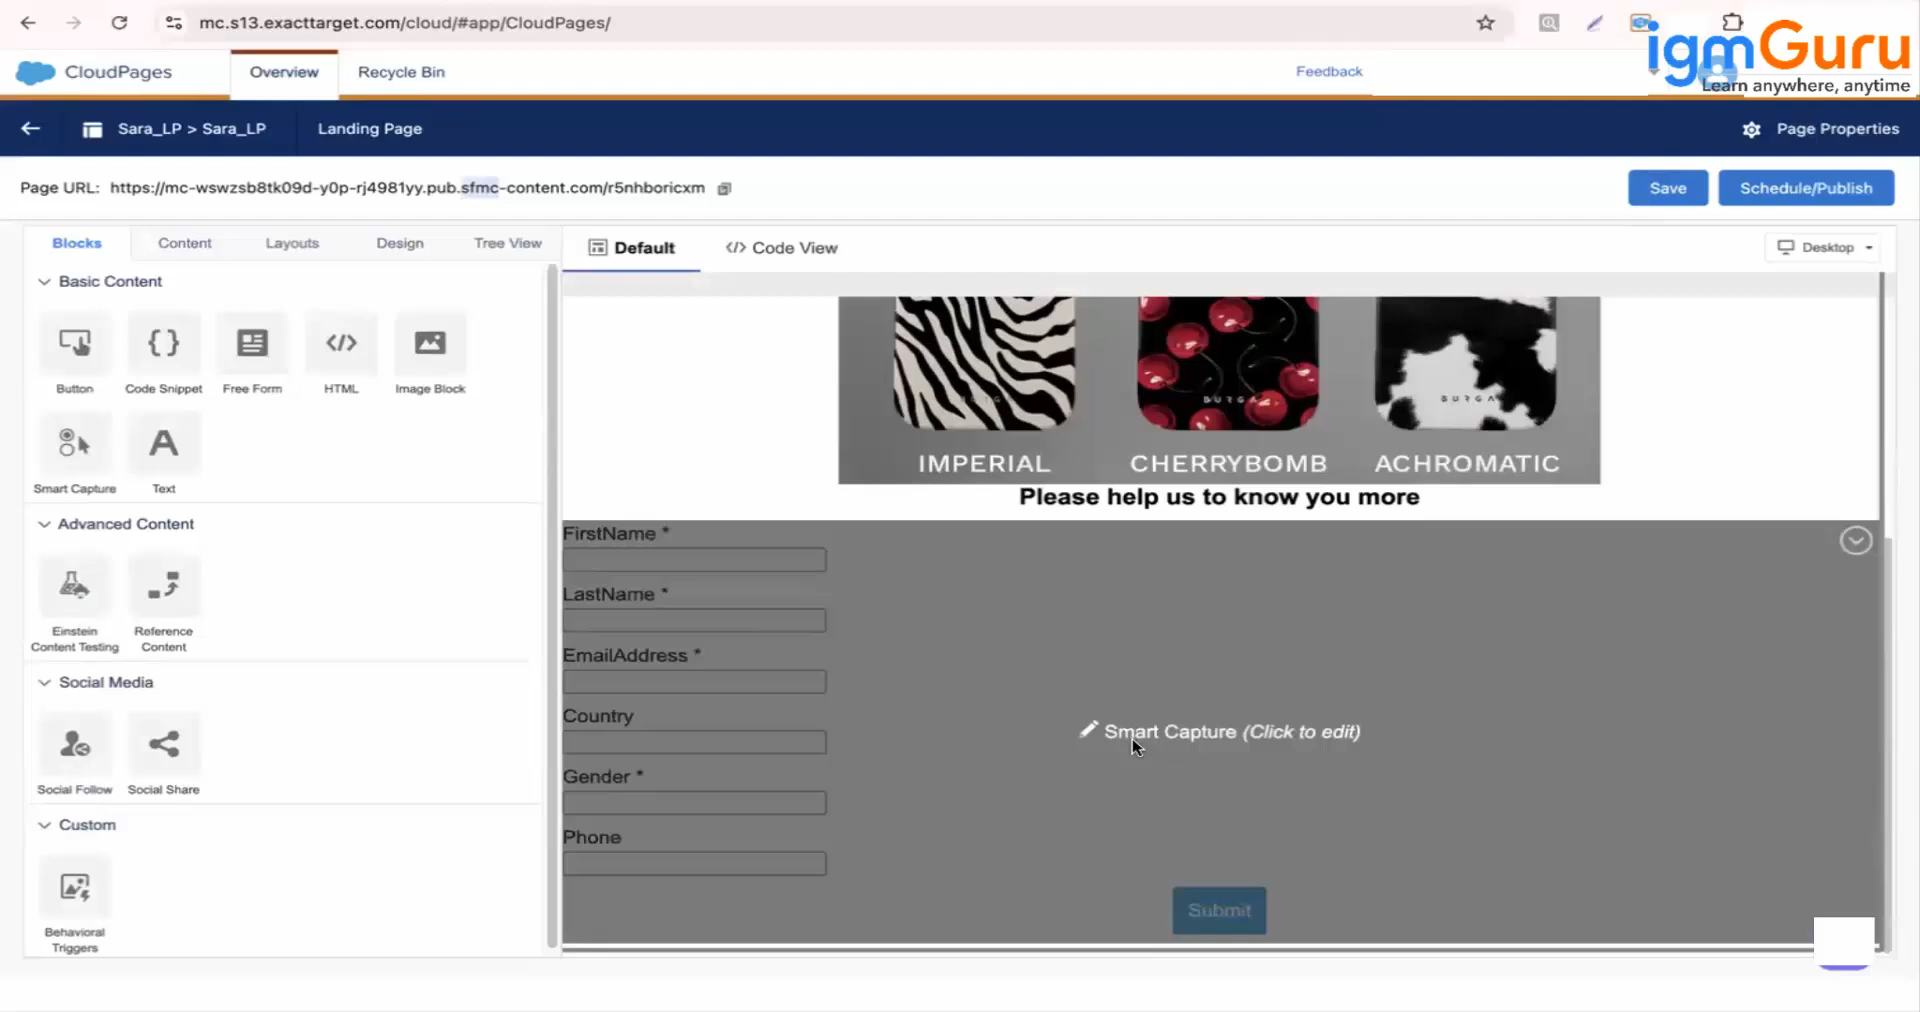 mc.s13.exacttarget.com/cloud/#app/CloudPages/
igmGuru
Learn anywhere, anytime
CloudPages
Overview
Recycle Bin
Feedback
Sara_LP > Sara_LP
Landing Page
Page Properties
Page URL: https://mc-wswzsb8tk09d-y0p-rj4981yy.pub.sfmc-content.com/r5nhboricxm
Save
Schedule/Publish
Blocks
Content
Layouts
Design
Tree View
Default
</> Code View
Desktop
Basic Content
Button
Code Snippet
Free Form
HTML
Image Block
Smart Capture
Text
Advanced Content
Einstein
Content Testing
Reference
Content
Social Media
Social Follow
Social Share
Custom
Behavioral
Triggers
BURGA
BURGA
IMPERIAL
CHERRYBOMB
ACHROMATIC
Please help us to know you more
FirstName *
LastName *
EmailAddress *
Country
Gender *
Phone
Smart Capture (Click to edit)
Submit